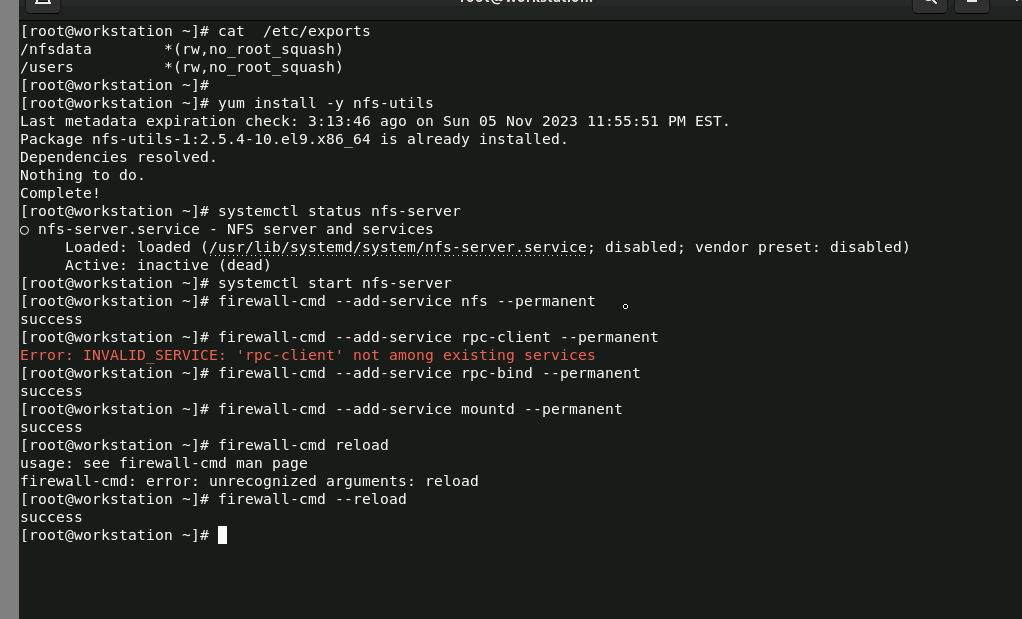 root@workstation:
[root@workstation ~]# cat  /etc/exports
/nfsdata        *(rw,no_root_squash)
/users          *(rw,no_root_squash)
[root@workstation ~]#
[root@workstation ~]# yum install -y nfs-utils
Last metadata expiration check: 3:13:46 ago on Sun 05 Nov 2023 11:55:51 PM EST.
Package nfs-utils-1:2.5.4-10.el9.x86_64 is already installed.
Dependencies resolved.
Nothing to do.
Complete!
[root@workstation ~]# systemctl status nfs-server
○ nfs-server.service - NFS server and services
     Loaded: loaded (/usr/lib/systemd/system/nfs-server.service; disabled; vendor preset: disabled)
     Active: inactive (dead)
[root@workstation ~]# systemctl start nfs-server
[root@workstation ~]# firewall-cmd --add-service nfs --permanent
success
[root@workstation ~]# firewall-cmd --add-service rpc-client --permanent
Error: INVALID_SERVICE: 'rpc-client' not among existing services
[root@workstation ~]# firewall-cmd --add-service rpc-bind --permanent
success
[root@workstation ~]# firewall-cmd --add-service mountd --permanent
success
[root@workstation ~]# firewall-cmd reload
usage: see firewall-cmd man page
firewall-cmd: error: unrecognized arguments: reload
[root@workstation ~]# firewall-cmd --reload
success
[root@workstation ~]#